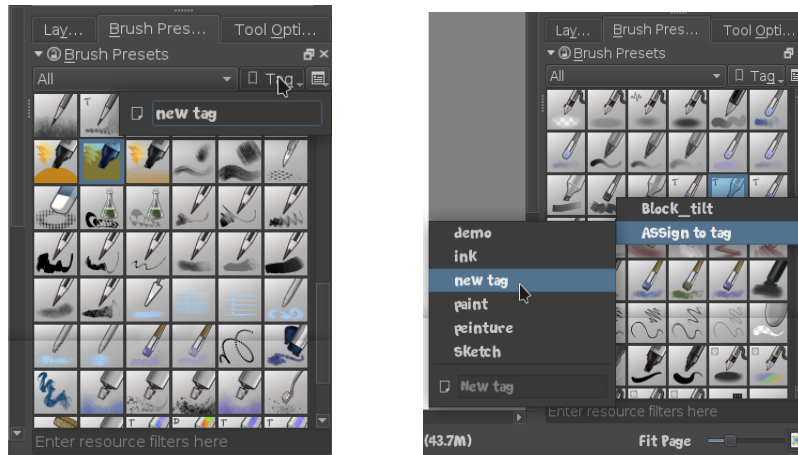 Lay... Brush Pres... Tool Opti...
Brush Presets
All Tag
new tag
Enter resource filters here
Lay... Brush Pres... Tool Opti...
Brush Presets
All Tag
Block_tilt
Assign to tag
demo
ink
new tag
paint
peinture
sketch
New tag
Enter resource filters here
(43.7M) Fit Page